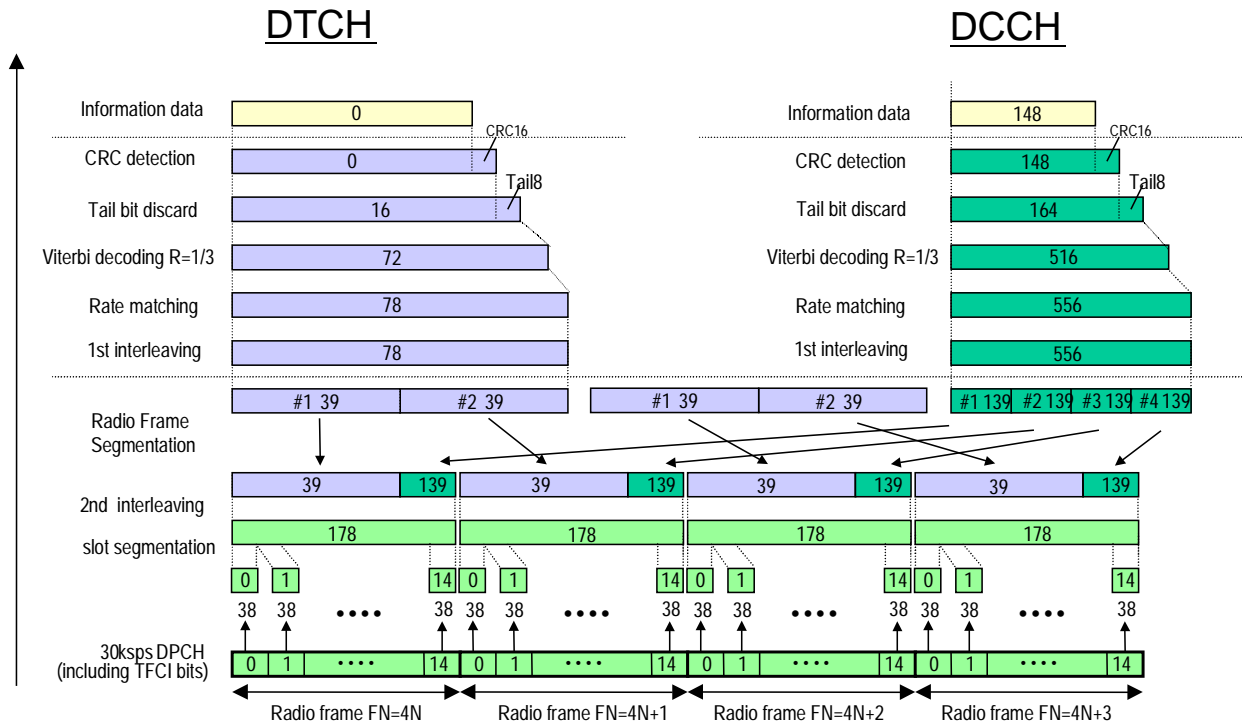 DTCH DCCH
Information data 0 Information data 148
CRC16 CRC16
CRC detection 0 CRC detection 148
Tail8 Tail8
Tail bit discard 16 Tail bit discard 164
Viterbi decoding R=1/3 72 Viterbi decoding R=1/3 516
Rate matching 78 Rate matching 556
1st interleaving 78 1st interleaving 556
#1 39 #2 39 #1 39 #2 39 #1 139 #2 139 #3 139 #4 139
Radio Frame
Segmentation
39 139 39 139 39 139 39 139
2nd interleaving
178 178 178 178
slot segmentation
0 1 14 0 1 14 0 1 14 0 1 14
38 38 •••• 38 38 38 •••• 38 38 38 •••• 38 38 38 •••• 38
30ksps DPCH
(including TFCI bits)
0 1 •••• 14 0 1 •••• 14 0 1 •••• 14 0 1 •••• 14
Radio frame FN=4N Radio frame FN=4N+1 Radio frame FN=4N+2 Radio frame FN=4N+3